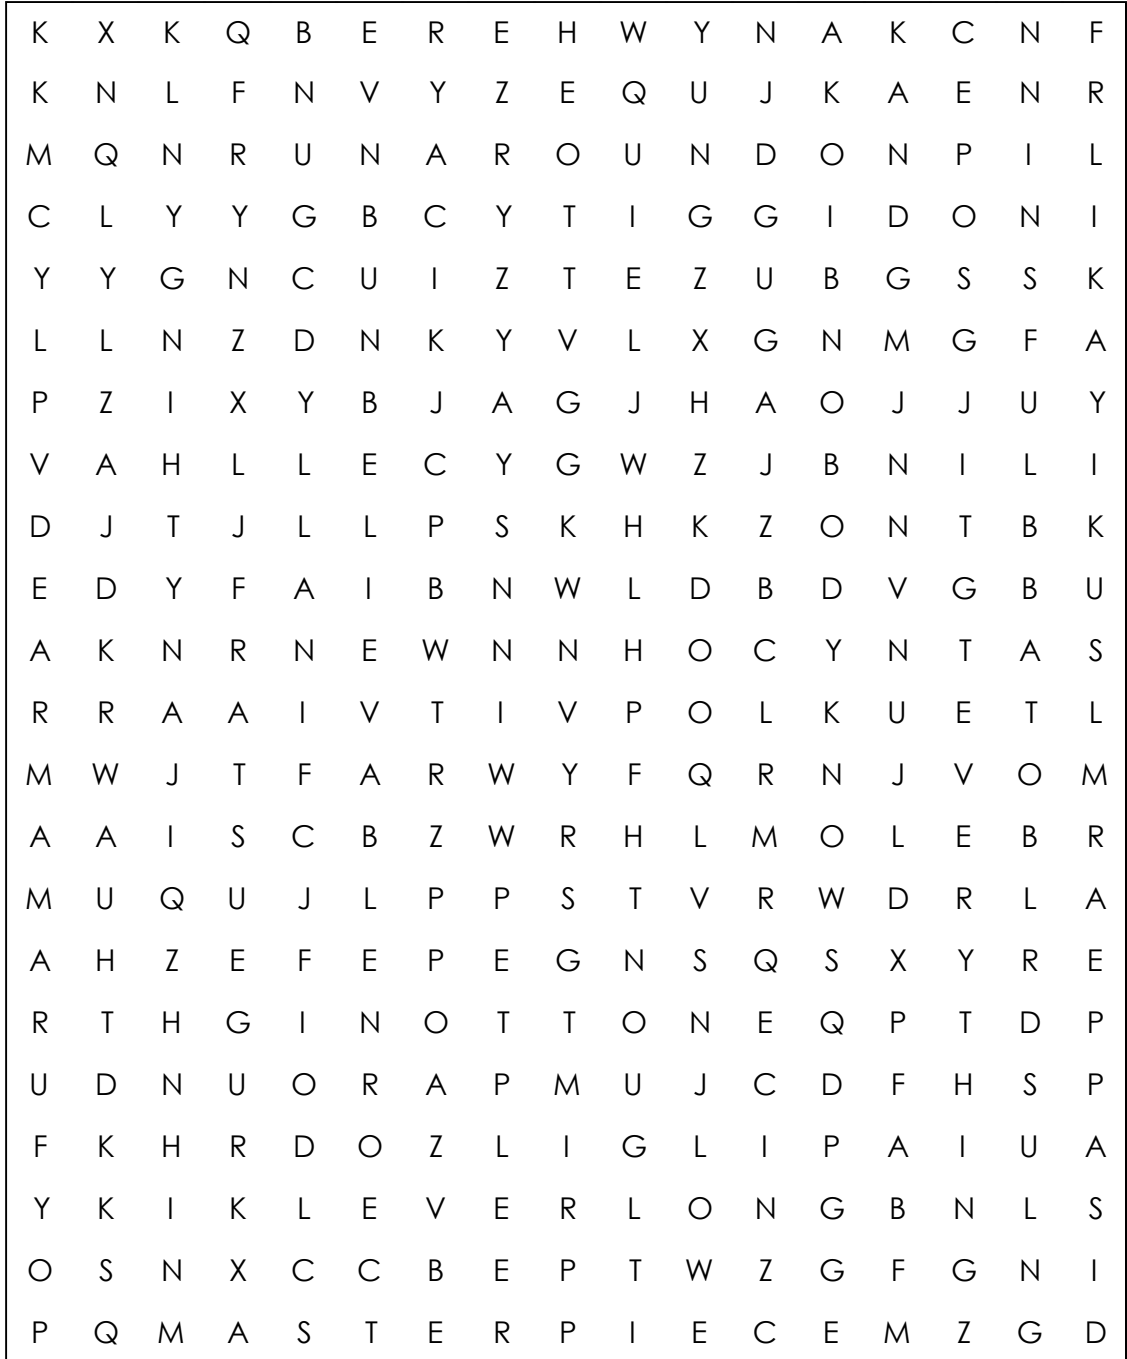 K X K Q B E R E H W Y N A K C N F
K N L F N V Y Z E Q U J K A E N R
M Q N R U N A R O U N D O N P I L
C L Y Y G B C Y T I G G I D O N I
Y Y G N C U I Z T E Z U B G S S K
L L N Z D N K Y V L X G N M G F A
P Z I X Y B J A G J H A O J J U Y
V A H L L E C Y G W Z J B N I L I
D J T J L L P S K H K Z O N T B K
E D Y F A I B N W L D B D V G B U
A K N R N E W N N H O C Y N T A S
R R A A I V T I V P O L K U E T L
M W J T F A R W Y F Q R N J V O M
A A I S C B Z W R H L M O L E B R
M U Q U J L P P S T V R W D R L A
A H Z E F E P E G N S Q S X Y R E
R T H G I N O T T O N E Q P T D P
U D N U O R A P M U J C D F H S P
F K H R D O Z L I G L I P A I U A
Y K I K L E V E R L O N G B N L S
O S N X C C B E P T W Z G F G N I
P Q M A S T E R P I E C E M Z G D